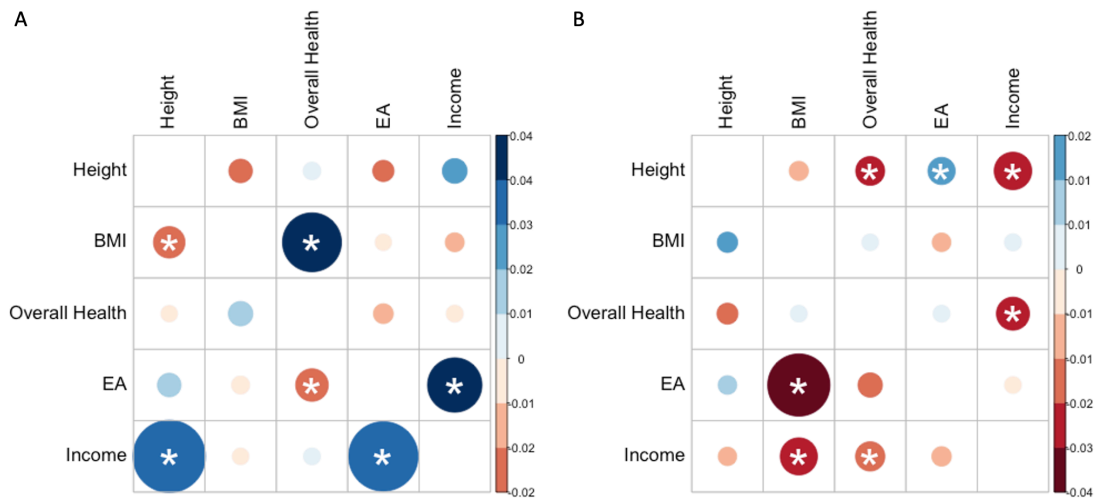 A
B
Height
BMI
Overall Health
EA
Income
Height
BMI
Overall Health
EA
Income
Height
*
*
*
BMI
*
*
Overall Health
*
EA
*
*
*
Income
*
*
*
*
0.04
0.04
0.03
0.02
0.01
0
-0.01
-0.02
-0.02
Height
BMI
Overall Health
EA
Income
0.02
0.01
0.01
0
-0.01
-0.01
-0.02
-0.03
-0.04